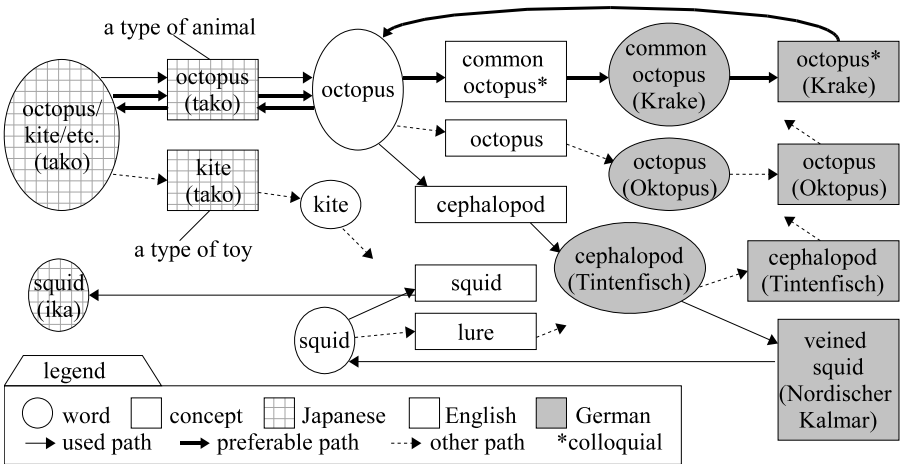 a type of animal
octopus/
kite/etc.
(tako)
octopus
(tako)
octopus
common
octopus*
common
octopus
(Krake)
octopus*
(Krake)
octopus
octopus
(Oktopus)
octopus
(Oktopus)
kite
(tako)
kite
cephalopod
a type of toy
cephalopod
(Tintenfisch)
cephalopod
(Tintenfisch)
squid
(ika)
squid
squid
lure
veined
squid
(Nordischer
Kalmar)
legend
word concept Japanese English German
used path preferable path other path *colloquial